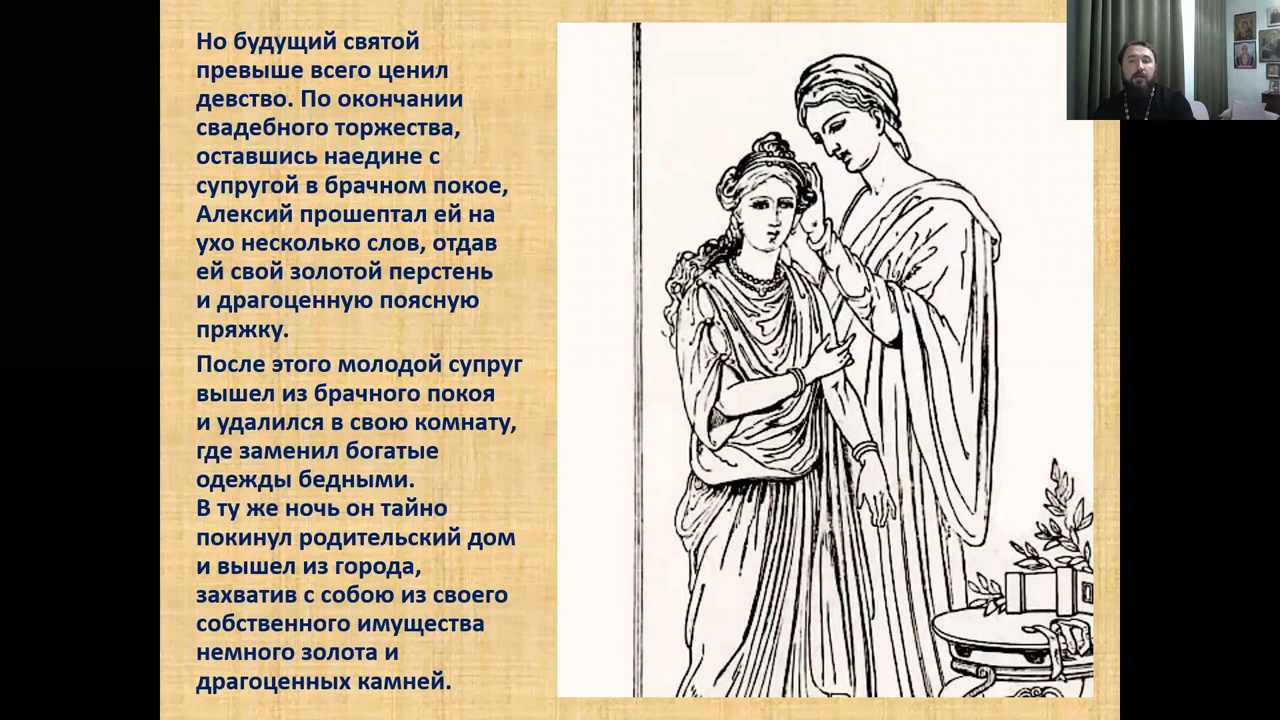 Но будущий святой
превыше всего ценил
девство. По окончании
свадебного торжества,
оставшись наедине с
супругой в брачном покое,
Алексий прошептал ей на
ухо несколько слов, отдав
ей свой золотой перстень
и драгоценную поясную
пряжку.
После этого молодой супруг
вышел из брачного покоя
и удалился в свою комнату,
где заменил богатые
одежды бедными.
В ту же ночь он тайно
покинул родительский дом
и вышел из города,
захватив с собою из своего
собственного имущества
немного золота и
драгоценных камней.